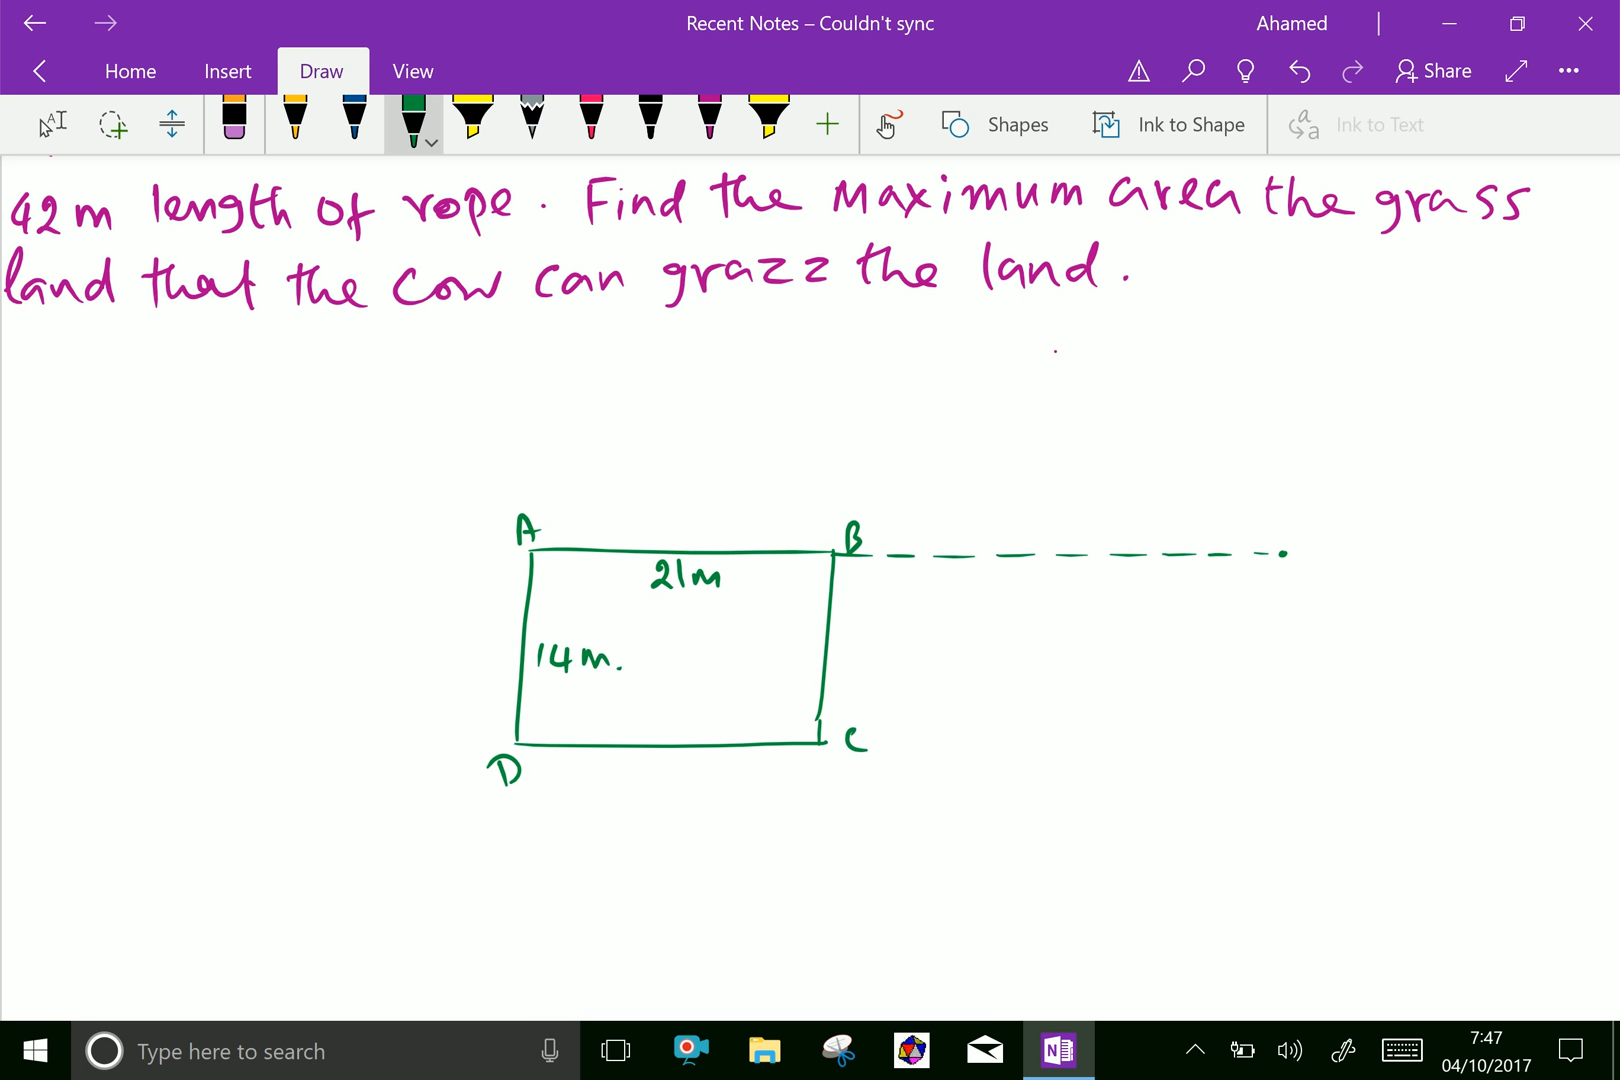 Recent Notes – Couldn't sync
Ahamed
Home Insert Draw View
Share
Shapes Ink to Shape Ink to Text
42m length of rope. Find the maximum area the grass
land that the cow can grazz the land.
A B
21m
14m.
D C
Type here to search
7:47
04/10/2017